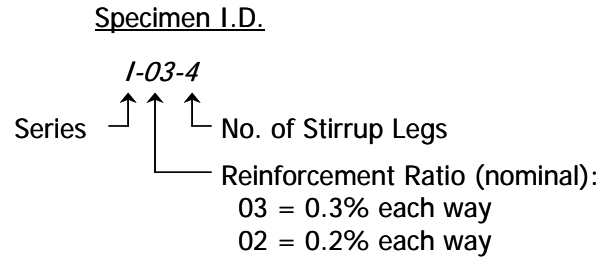 Specimen I.D.
I-03-4
Series
No. of Stirrup Legs
Reinforcement Ratio (nominal):
03 = 0.3% each way
02 = 0.2% each way